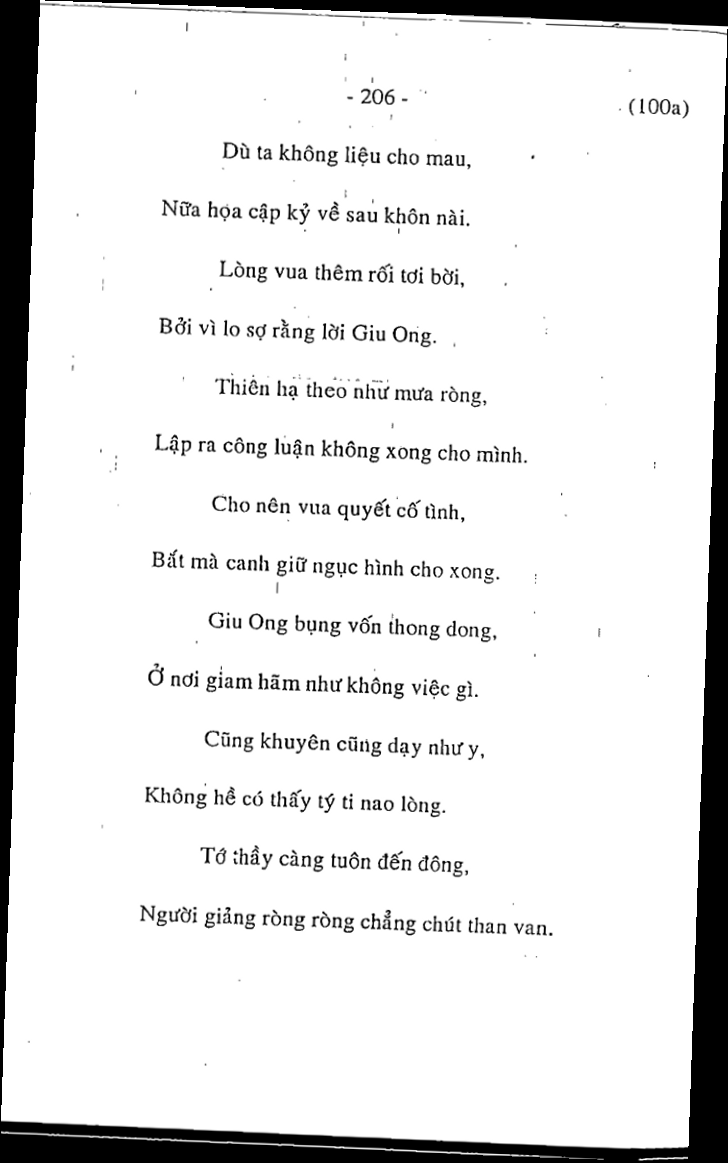 - 206 -
(100a)
Dù ta không liệu cho mau,
Nữa họa cập kỷ về sau khôn nài.
Lòng vua thêm rối tơi bời,
Bởi vì lo sợ rằng lời Giu Ong.
Thiên hạ theo như mưa ròng,
Lập ra công luận không xong cho mình.
Cho nên vua quyết cố tình,
Bắt mà canh giữ ngục hình cho xong.
Giu Ong bụng vốn thong dong,
Ở nơi giam hãm như không việc gì.
Cũng khuyên cũng dạy như y,
Không hề có thấy tý ti nao lòng.
Tớ thầy càng tuôn đến đông,
Người giảng ròng ròng chẳng chút than van.